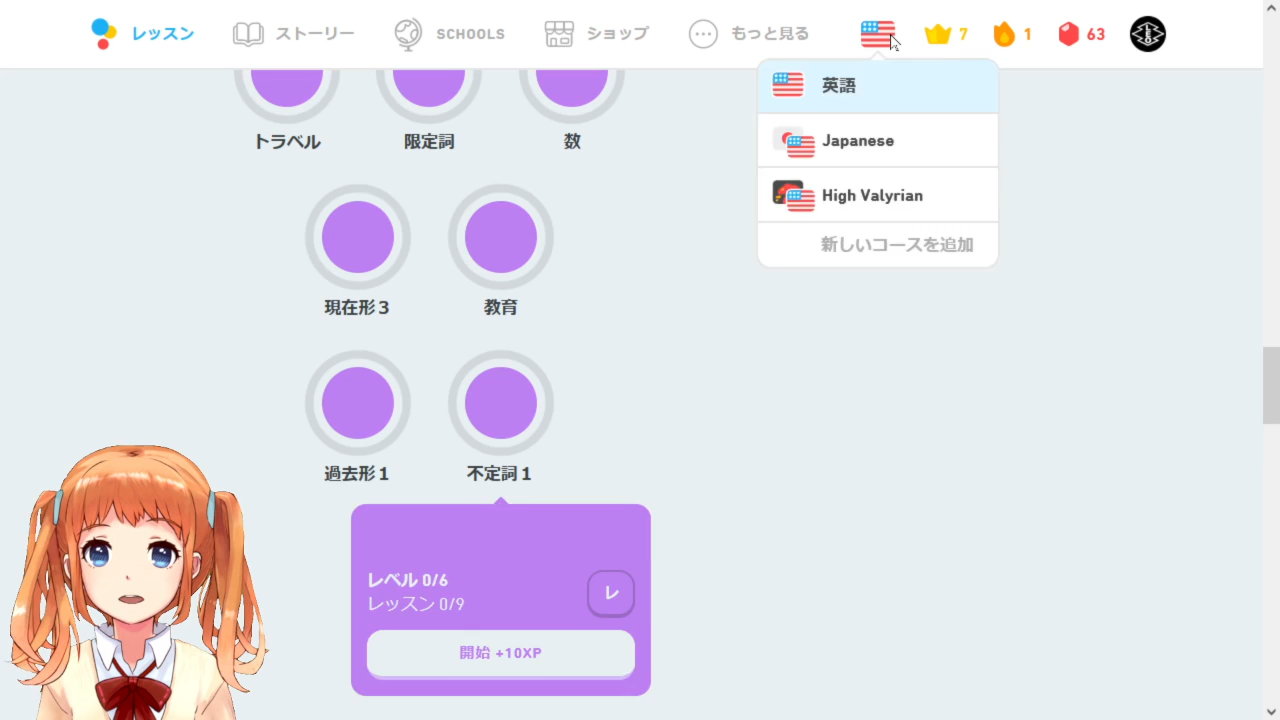 レッスン
ストーリー
SCHOOLS
ショップ
もっと見る
7
1
63
英語
Japanese
High Valyrian
新しいコースを追加
トラベル
限定詞
数
現在形3
教育
過去形1
不定詞1
レベル 0/6
レッスン 0/9
レ
開始 +10XP